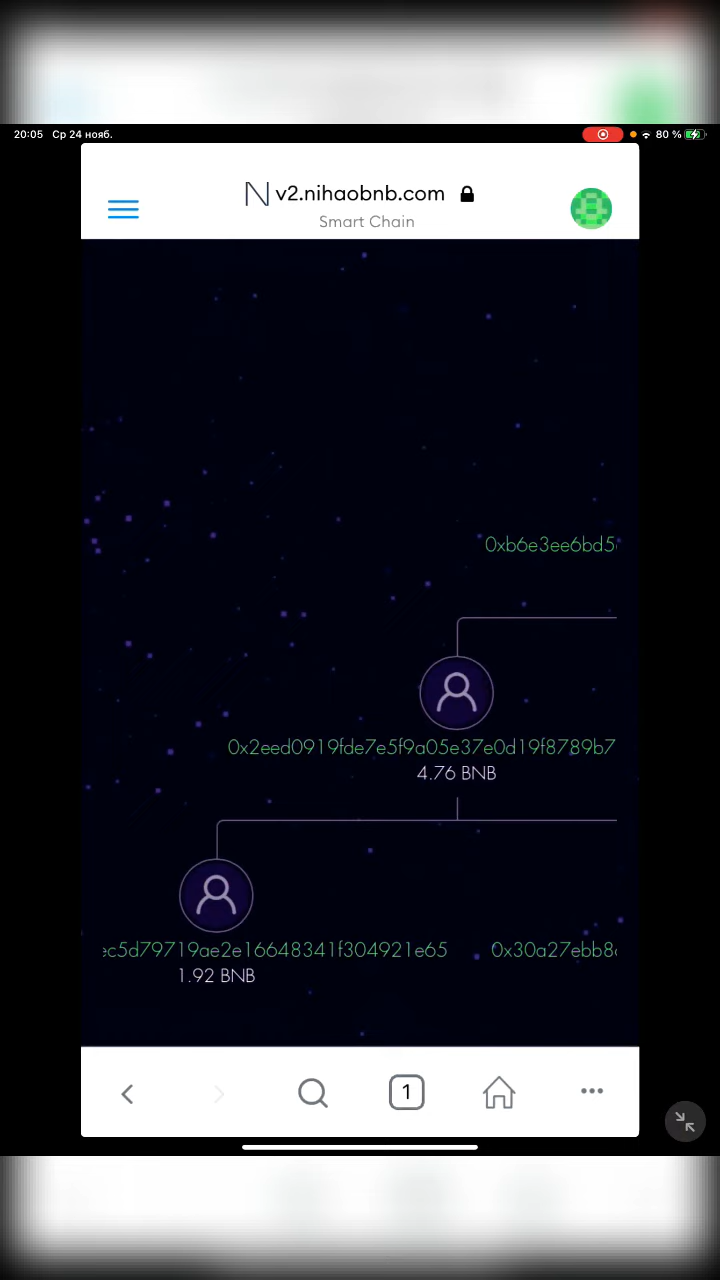 20:05 Ср 24 нояб. 80 %
N v2.nihaobnb.com
Smart Chain
0xb6e3ee6bd5
0x2eed0919fde7e5f9a05e37e0d19f8789b7
4.76 BNB
ec5d79719ae2e16648341f304921e65 0x30a27ebb8
1.92 BNB
1